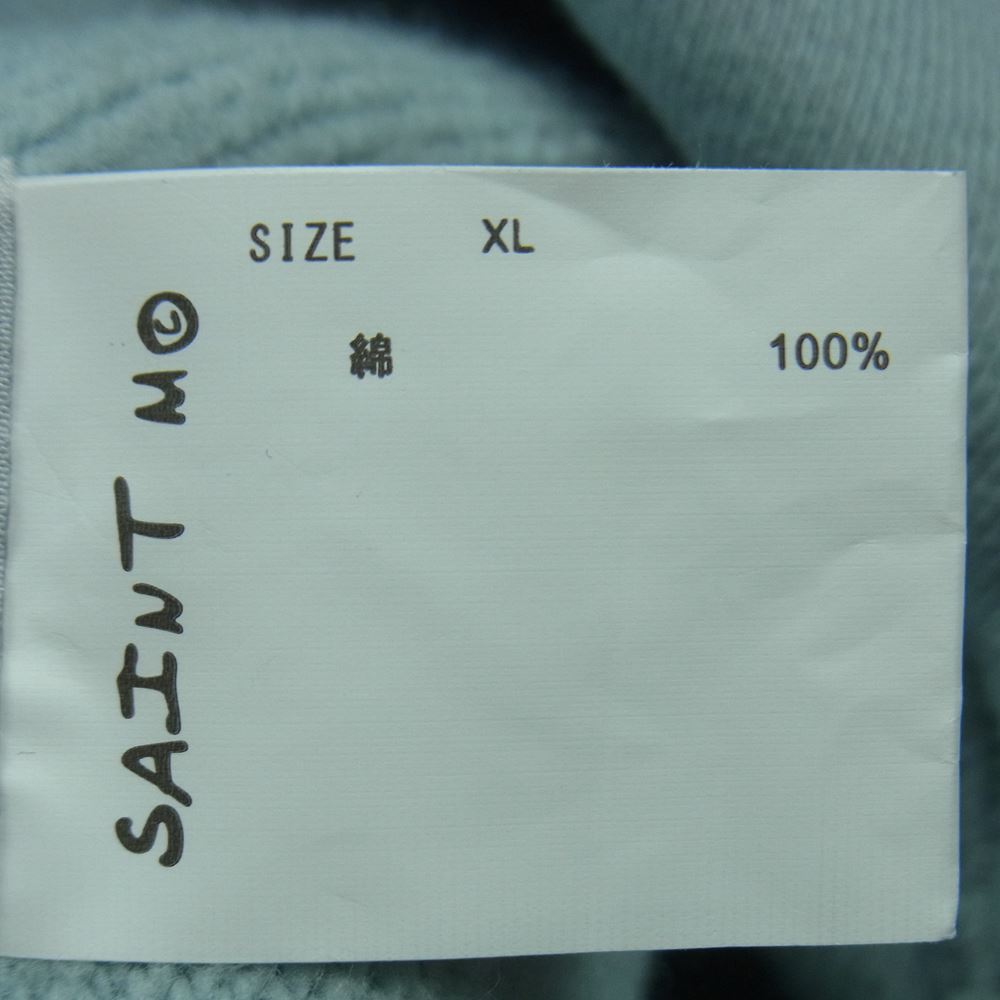 SIZE XL
綿 100%
SAINT M©